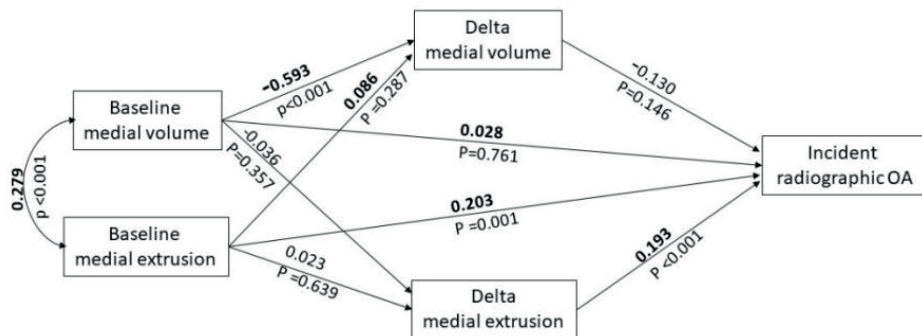 Delta
medial volume
−0.593
p<0.001
0.086
P =0.287
−0.130
P=0.146
Baseline
medial volume
-0.036
P=0.357
0.028
P=0.761
Incident
radiographic OA
0.279
p <0.001
0.203
P =0.001
Baseline
medial extrusion
0.023
P =0.639
0.193
P <0.001
Delta
medial extrusion